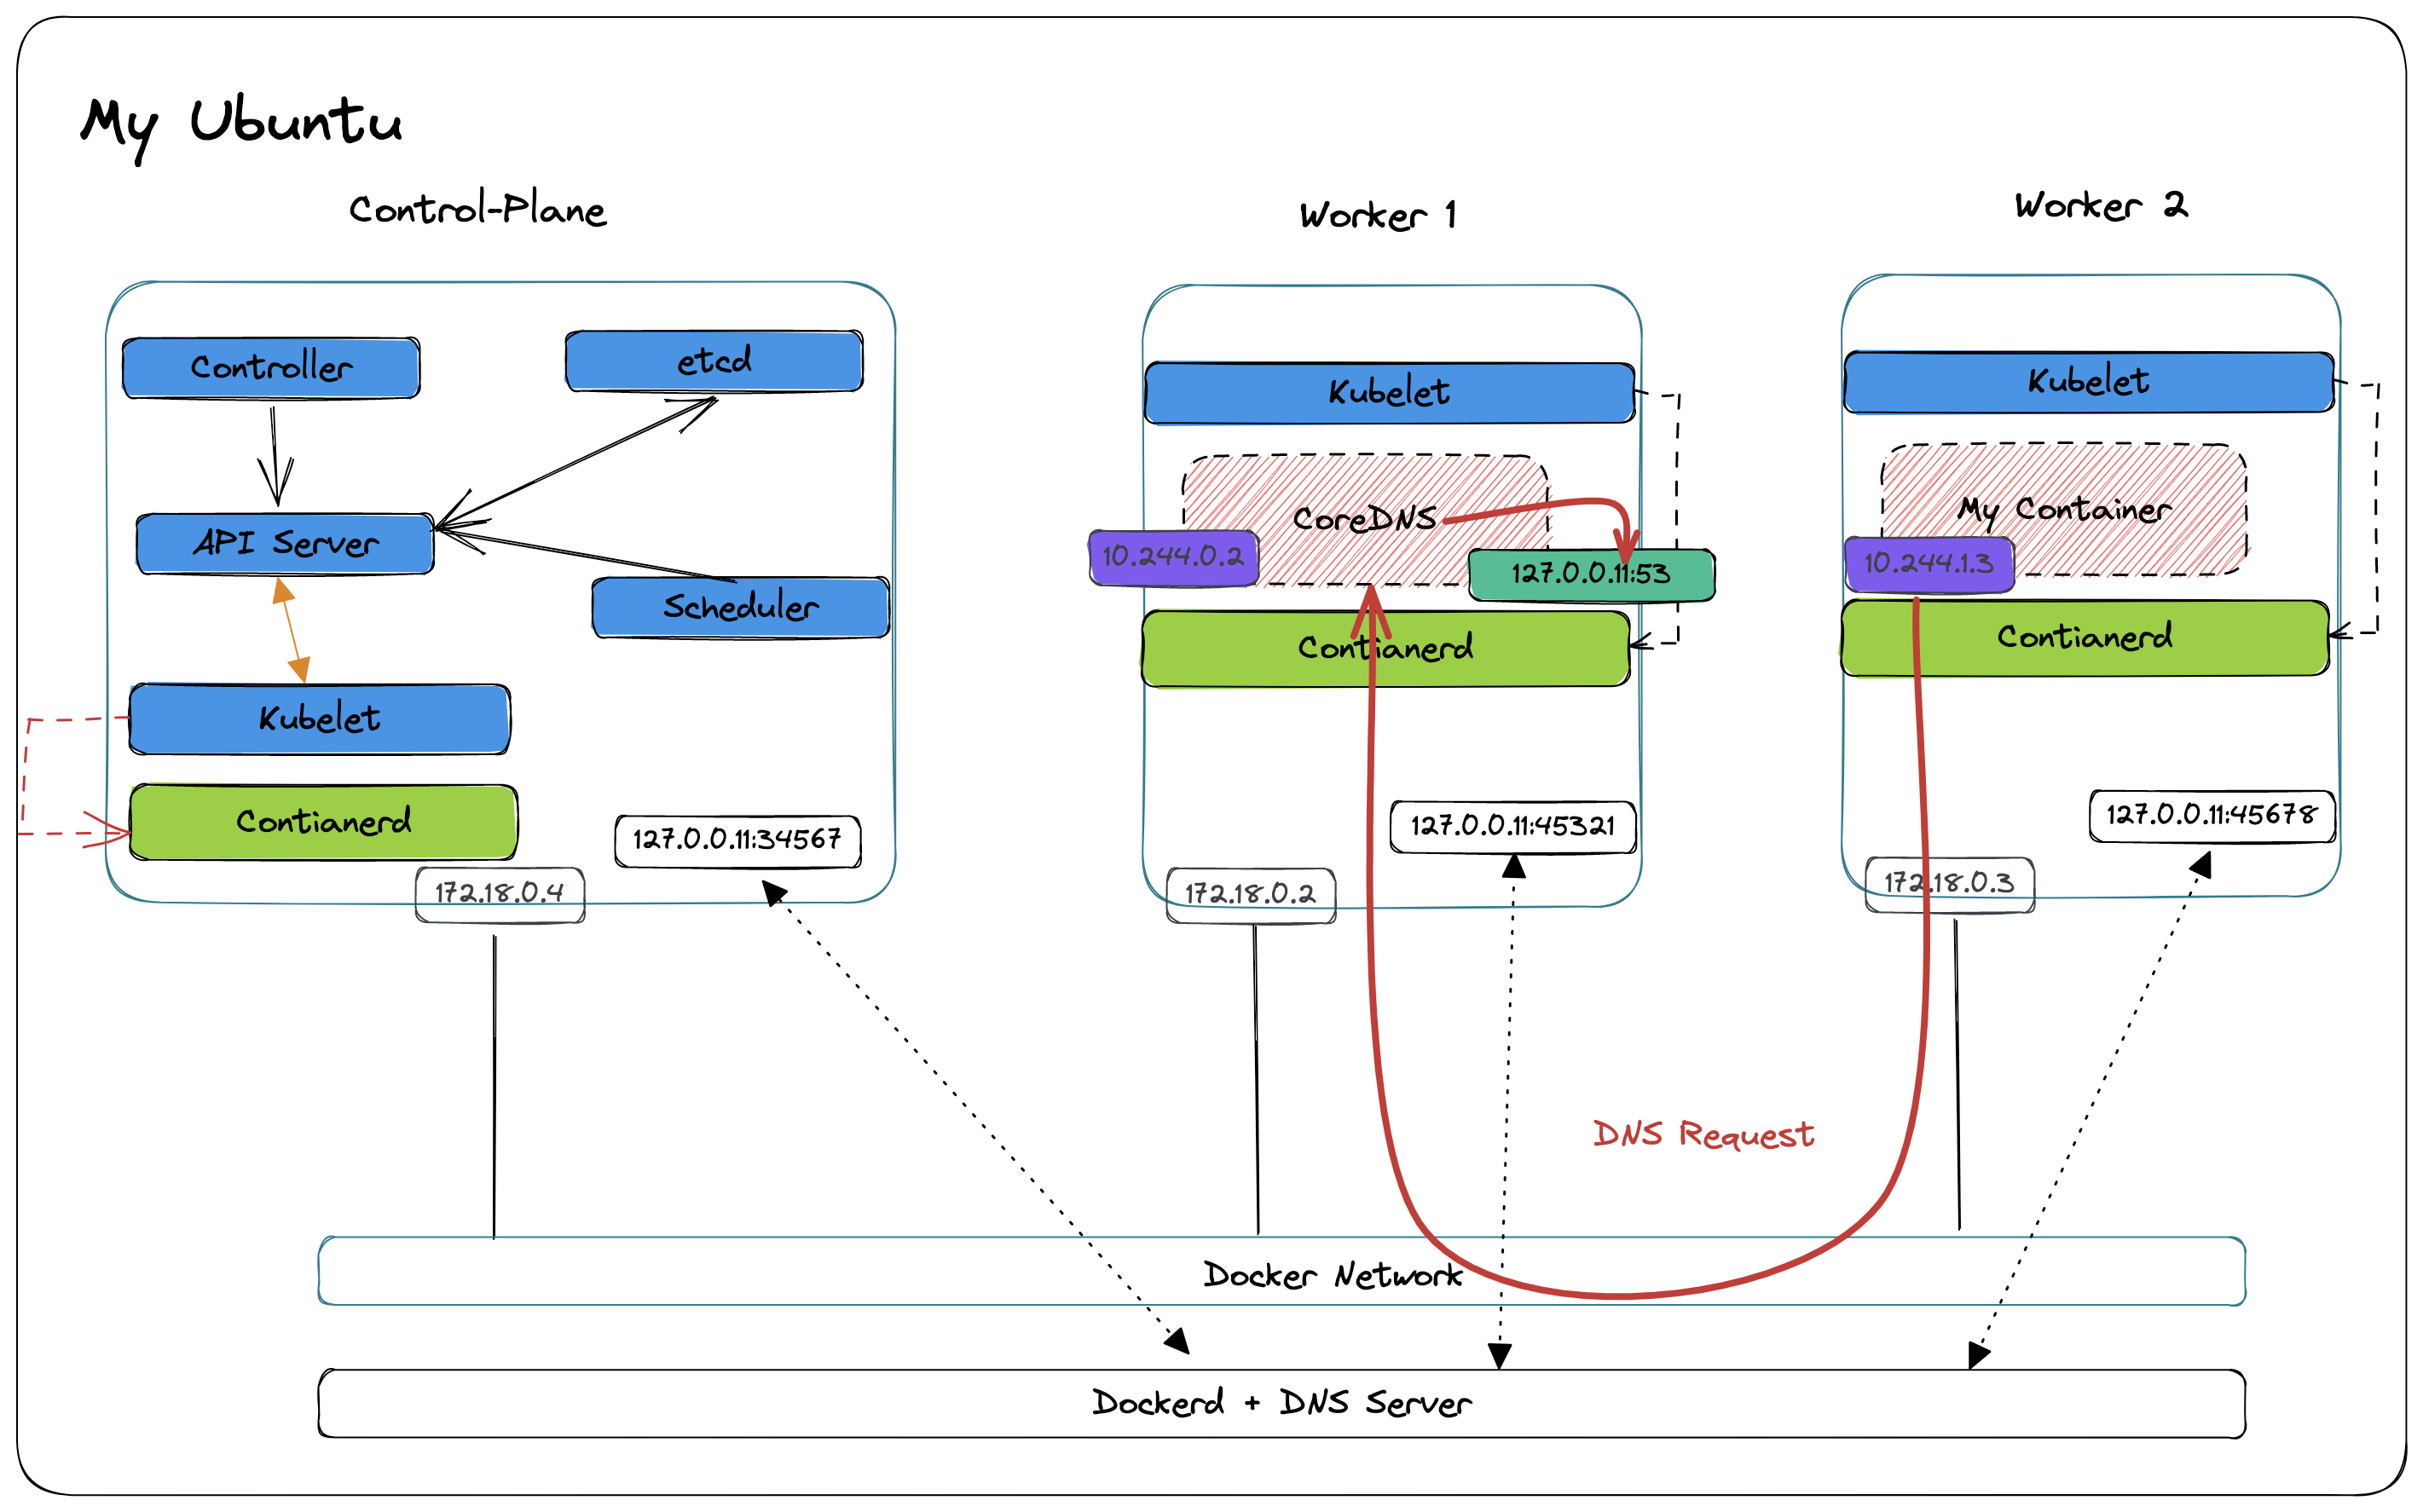 My Ubuntu
Control-Plane
Worker 1
Worker 2
Controller
etcd
API Server
Scheduler
Kubelet
Contianerd
127.0.0.11:34567
172.18.0.4
Kubelet
CoreDNS
10.244.0.2
127.0.0.11:53
Contianerd
127.0.0.11:45321
172.18.0.2
Kubelet
My Container
10.244.1.3
Contianerd
127.0.0.11:45678
172.18.0.3
DNS Request
Docker Network
Dockerd + DNS Server